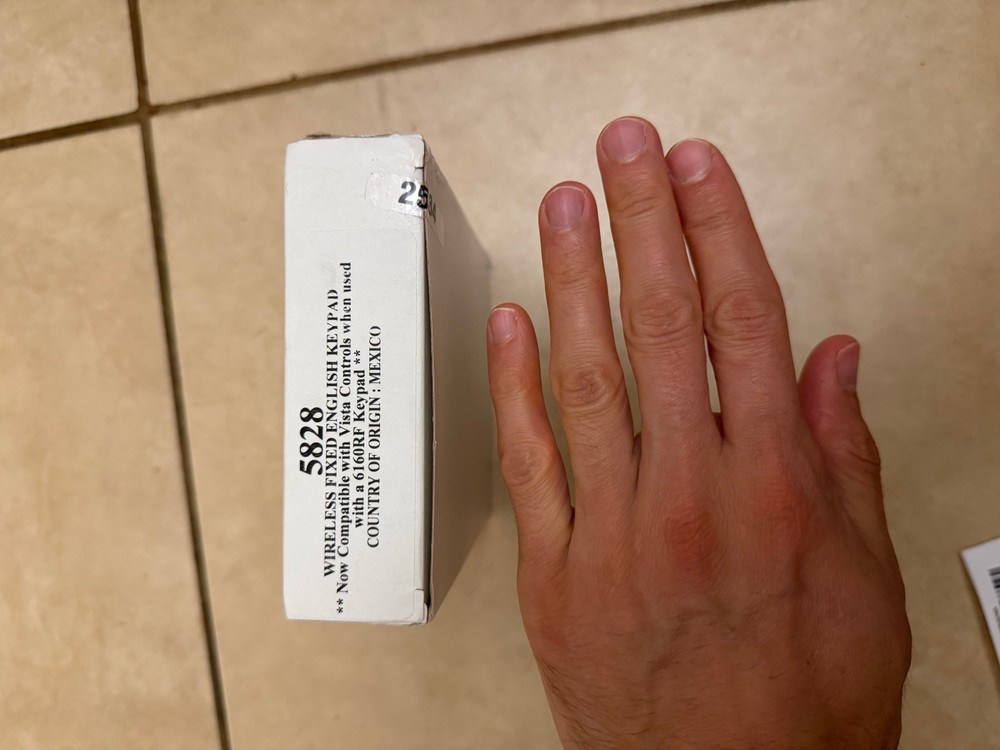 5828
WIRELESS FIXED ENGLISH KEYPAD
** Now Compatible with Vista Controls when used
with a 6160RF Keypad **
COUNTRY OF ORIGIN : MEXICO